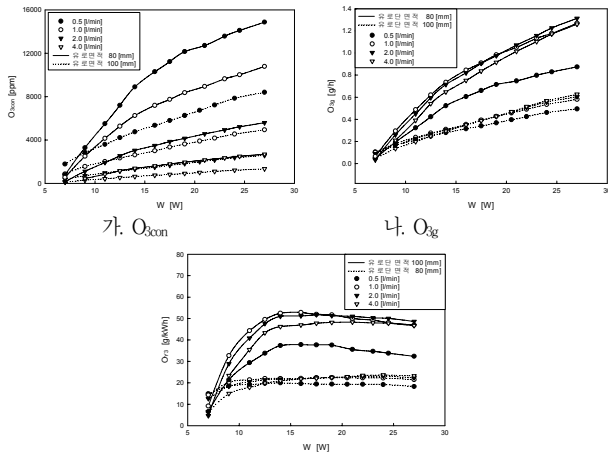 16000
12000
8000
4000
0
O3con [ppm]
0.5 [l/min]
1.0 [l/min]
2.0 [l/min]
4.0 [l/min]
유로면적 80 [mm]
유로면적 100 [mm]
5 10 15 20 25 30
W [W]
가. O3con
1.4
1.2
1.0
0.8
0.6
0.4
0.2
0.0
O3g [g/h]
유로단면적 80 [mm]
유로단면적 100 [mm]
0.5 [l/min]
1.0 [l/min]
2.0 [l/min]
4.0 [l/min]
5 10 15 20 25 30
W [W]
나. O3g
80
70
60
50
40
30
20
10
0
OY3 [g/kWh]
유로단면적 100 [mm]
유로단면적 80 [mm]
0.5 [l/min]
1.0 [l/min]
2.0 [l/min]
4.0 [l/min]
5 10 15 20 25 30
W [W]